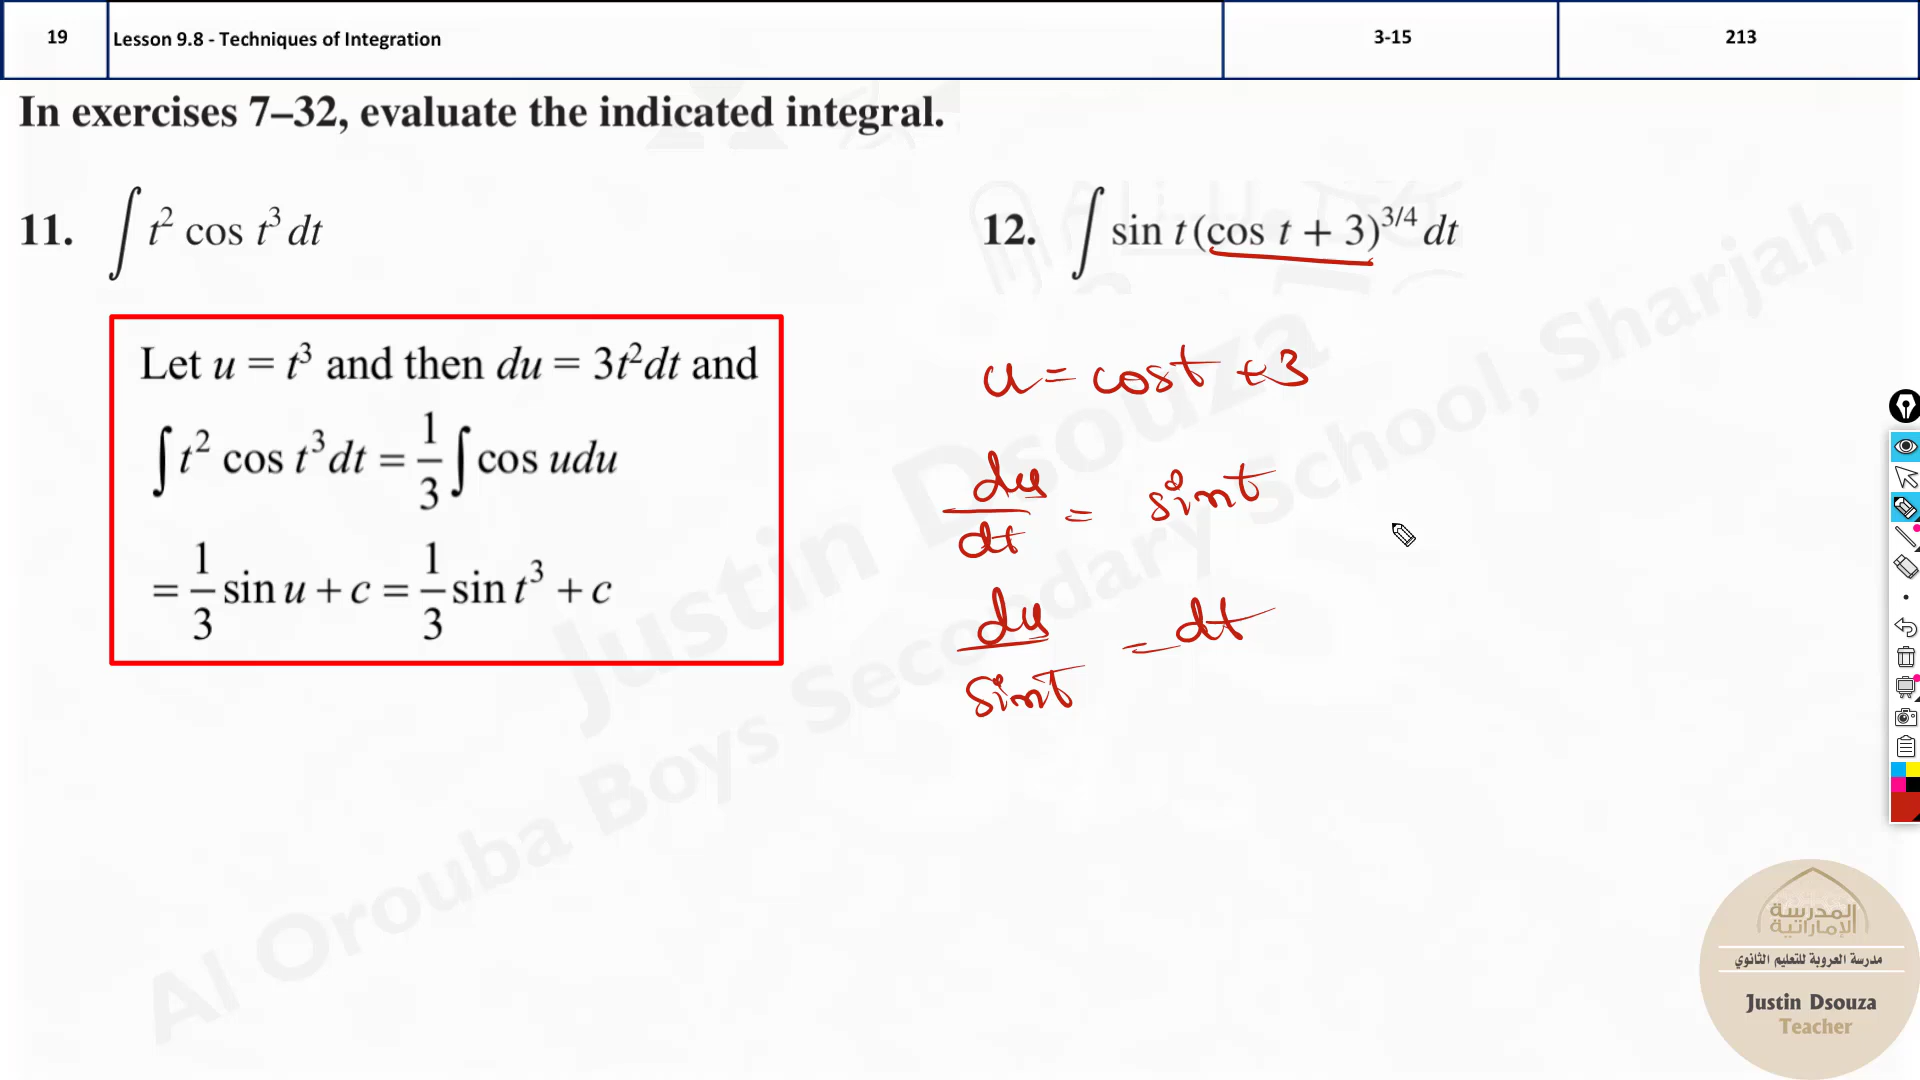 19 Lesson 9.8 - Techniques of Integration 3-15 213
In exercises 7–32, evaluate the indicated integral.
11. ∫ t² cos t³ dt
12. ∫ sin t (cos t + 3)^{3/4} dt
Let u = t³ and then du = 3t²dt and
∫ t² cos t³ dt = 1/3 ∫ cos udu
= 1/3 sin u + c = 1/3 sin t³ + c
u = cost + 3
du/dt = sint
du/sint = dt
Justin Dsouza
Al Orouba Boys Secondary School, Sharjah
المدرسة
الإماراتية
مدرسة العروبة للتعليم الثانوي
Justin Dsouza
Teacher